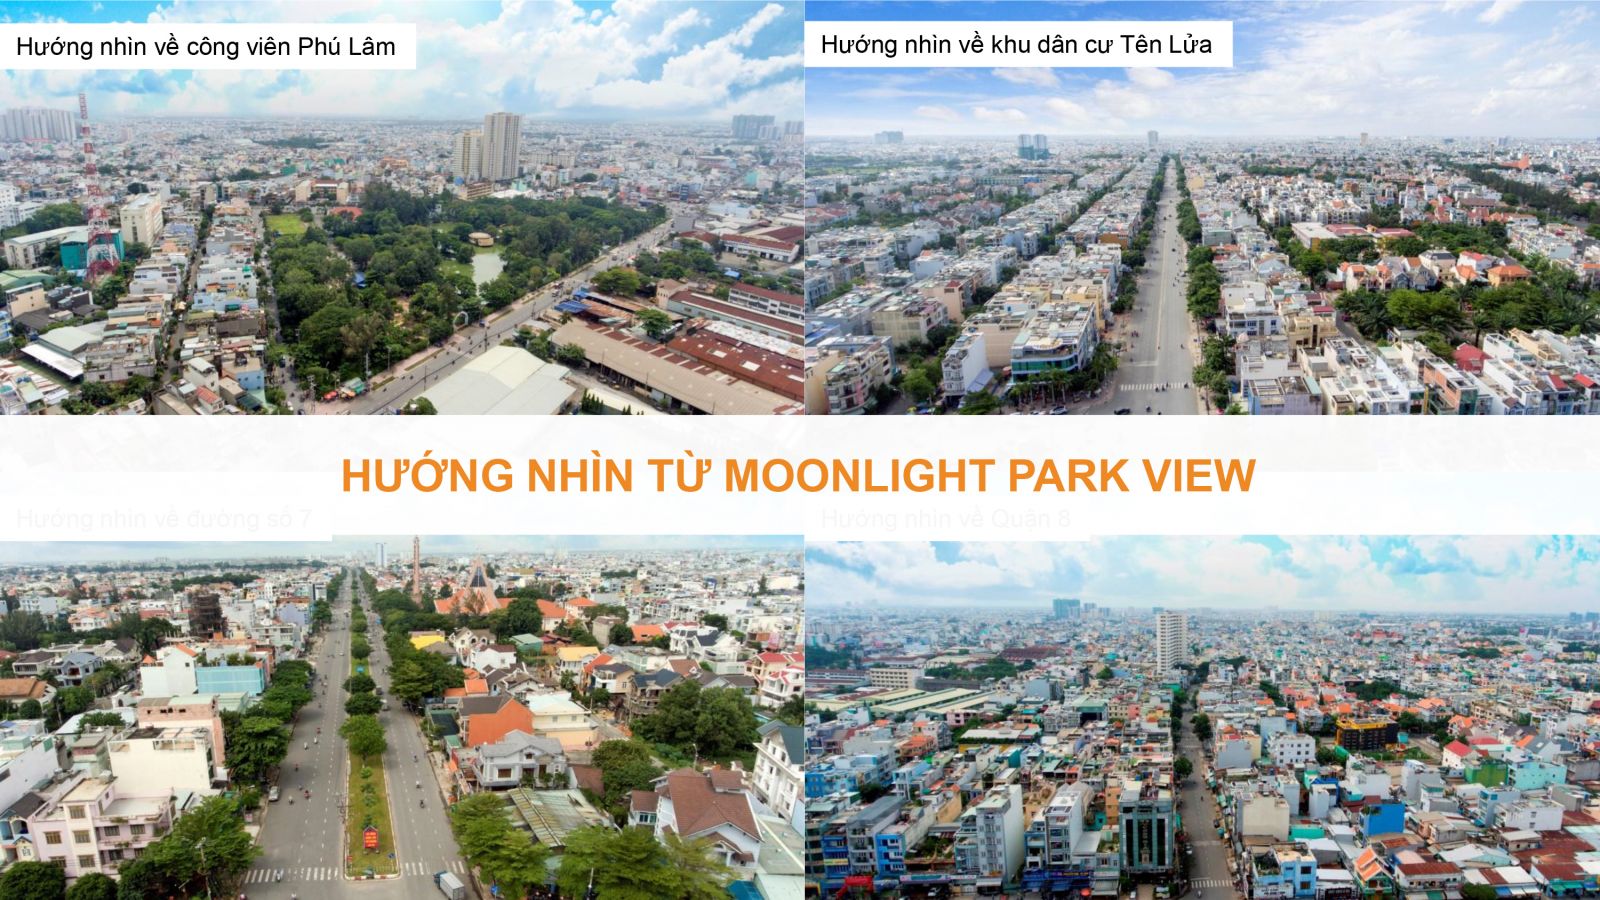 Hướng nhìn về công viên Phú Lâm
Hướng nhìn về khu dân cư Tên Lửa
HƯỚNG NHÌN TỪ MOONLIGHT PARK VIEW
Hướng nhìn về đường số 7
Hướng nhìn về Quận 8